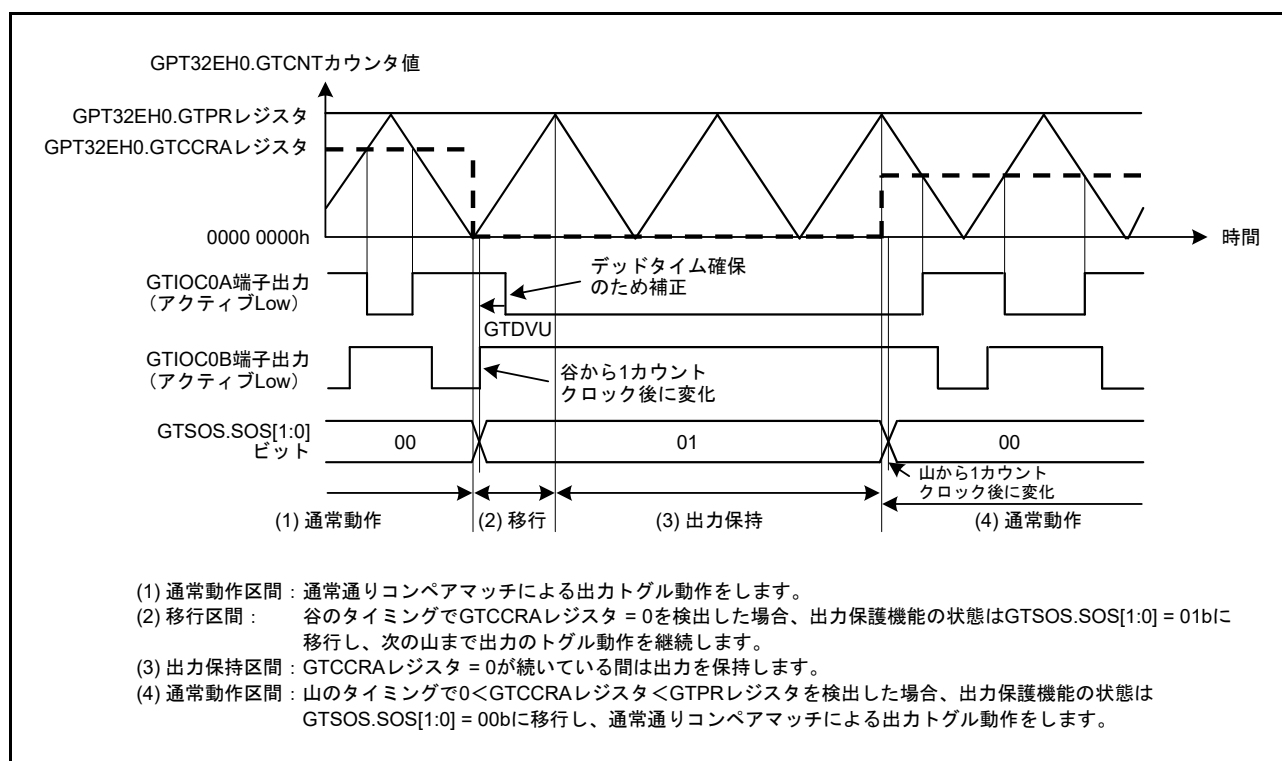 GPT32EH0.GTCNTカウンタ値
GPT32EH0.GTPRレジスタ
GPT32EH0.GTCCRAレジスタ
0000 0000h
時間
GTIOC0A端子出力
（アクティブLow）
デッドタイム確保
のため補正
GTDVU
GTIOC0B端子出力
（アクティブLow）
谷から1カウント
クロック後に変化
GTSOS.SOS[1:0]
ビット
00
01
00
山から1カウント
クロック後に変化
(1) 通常動作
(2) 移行
(3) 出力保持
(4) 通常動作
(1) 通常動作区間：通常通りコンペアマッチによる出力トグル動作をします。
(2) 移行区間：　谷のタイミングでGTCCRAレジスタ = 0を検出した場合、出力保護機能の状態はGTSOS.SOS[1:0] = 01bに
移行し、次の山まで出力のトグル動作を継続します。
(3) 出力保持区間：GTCCRAレジスタ = 0が続いている間は出力を保持します。
(4) 通常動作区間：山のタイミングで0＜GTCCRAレジスタ＜GTPRレジスタを検出した場合、出力保護機能の状態は
GTSOS.SOS[1:0] = 00bに移行し、通常通りコンペアマッチによる出力トグル動作をします。